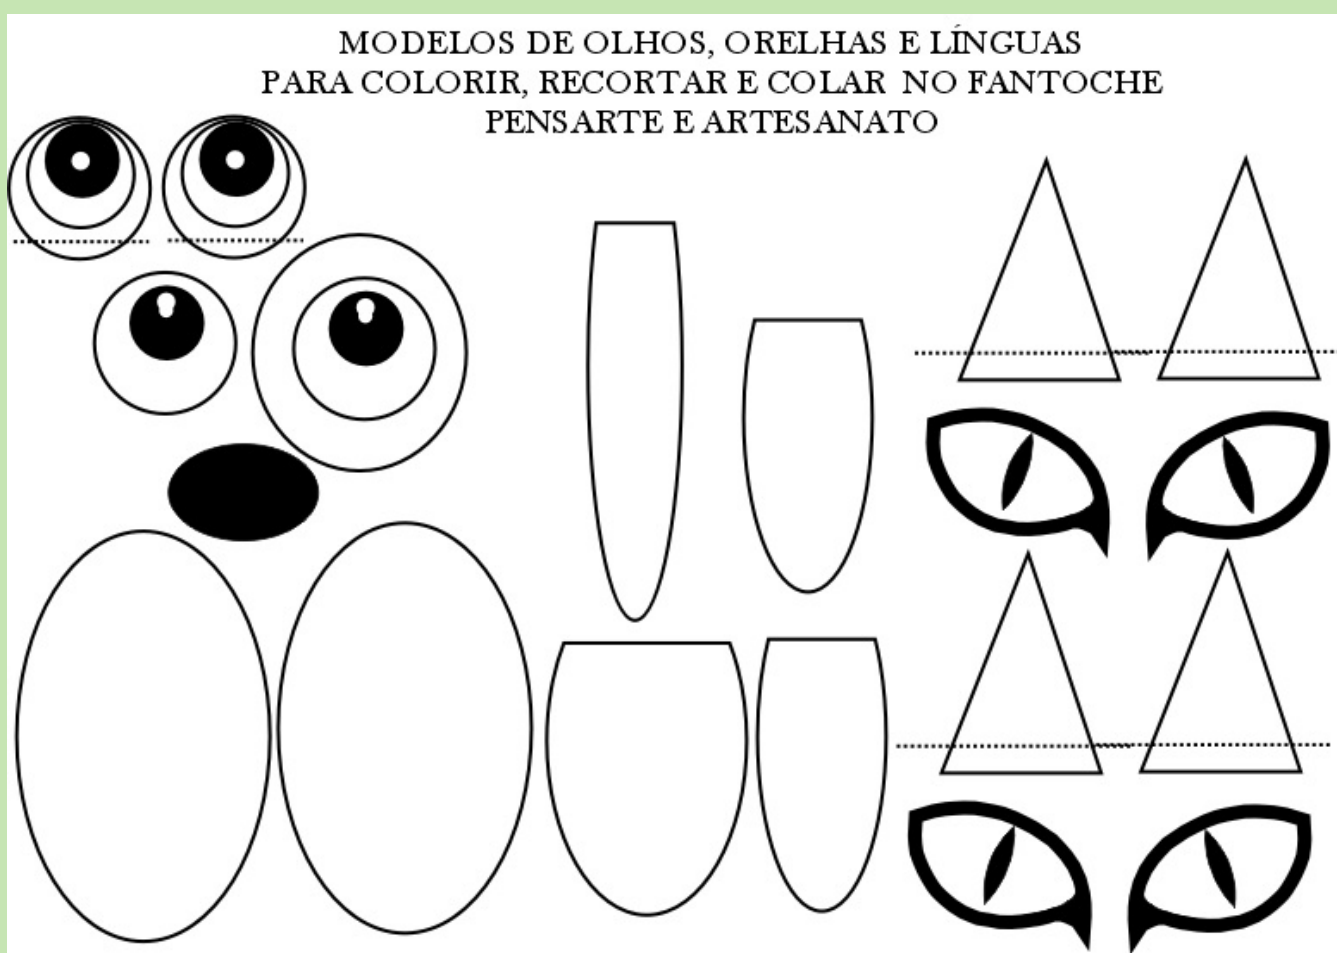 MODELOS DE OLHOS, ORELHAS E LÍNGUAS
PARA COLORIR, RECORTAR E COLAR NO FANTOCHE
PENSARTE E ARTESANATO